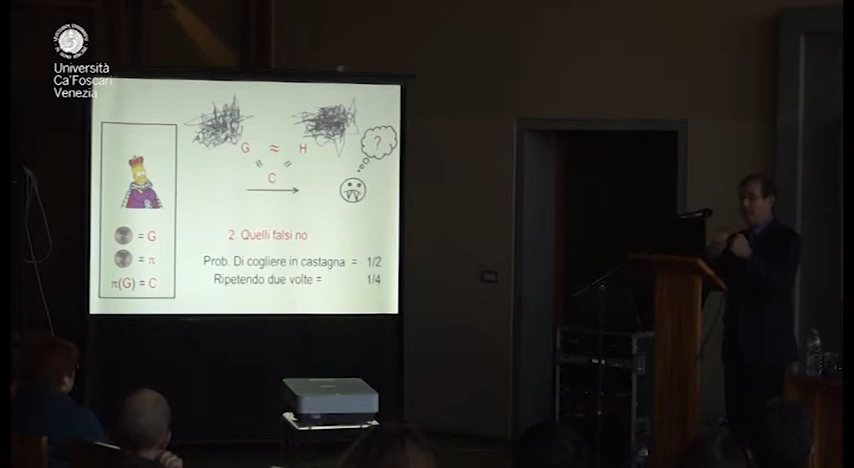 Università
Ca'Foscari
Venezia
G ≈ H
C
?
= G
= π
π(G) = C
2. Quelli falsi no
Prob. Di cogliere in castagna = 1/2
Ripetendo due volte = 1/4